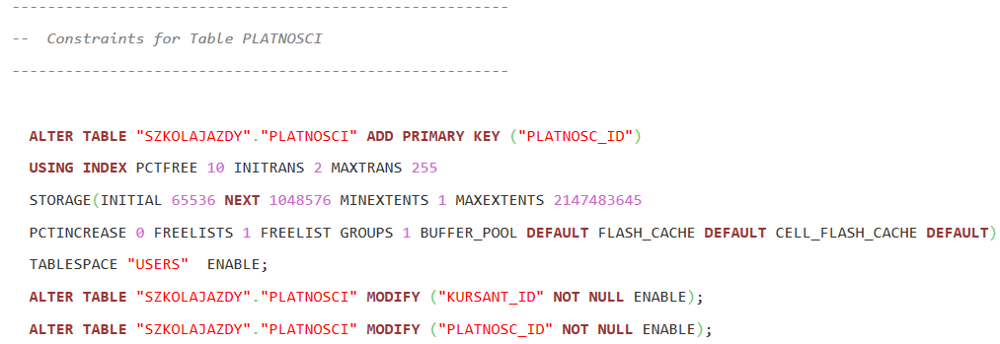 --------------------------------------------------------
--  Constraints for Table PLATNOSCI
--------------------------------------------------------
ALTER TABLE "SZKOLAJAZDY"."PLATNOSCI" ADD PRIMARY KEY ("PLATNOSC_ID")
USING INDEX PCTFREE 10 INITRANS 2 MAXTRANS 255
STORAGE(INITIAL 65536 NEXT 1048576 MINEXTENTS 1 MAXEXTENTS 2147483645
PCTINCREASE 0 FREELISTS 1 FREELIST GROUPS 1 BUFFER_POOL DEFAULT FLASH_CACHE DEFAULT CELL_FLASH_CACHE DEFAULT)
TABLESPACE "USERS"  ENABLE;
ALTER TABLE "SZKOLAJAZDY"."PLATNOSCI" MODIFY ("KURSANT_ID" NOT NULL ENABLE);
ALTER TABLE "SZKOLAJAZDY"."PLATNOSCI" MODIFY ("PLATNOSC_ID" NOT NULL ENABLE);